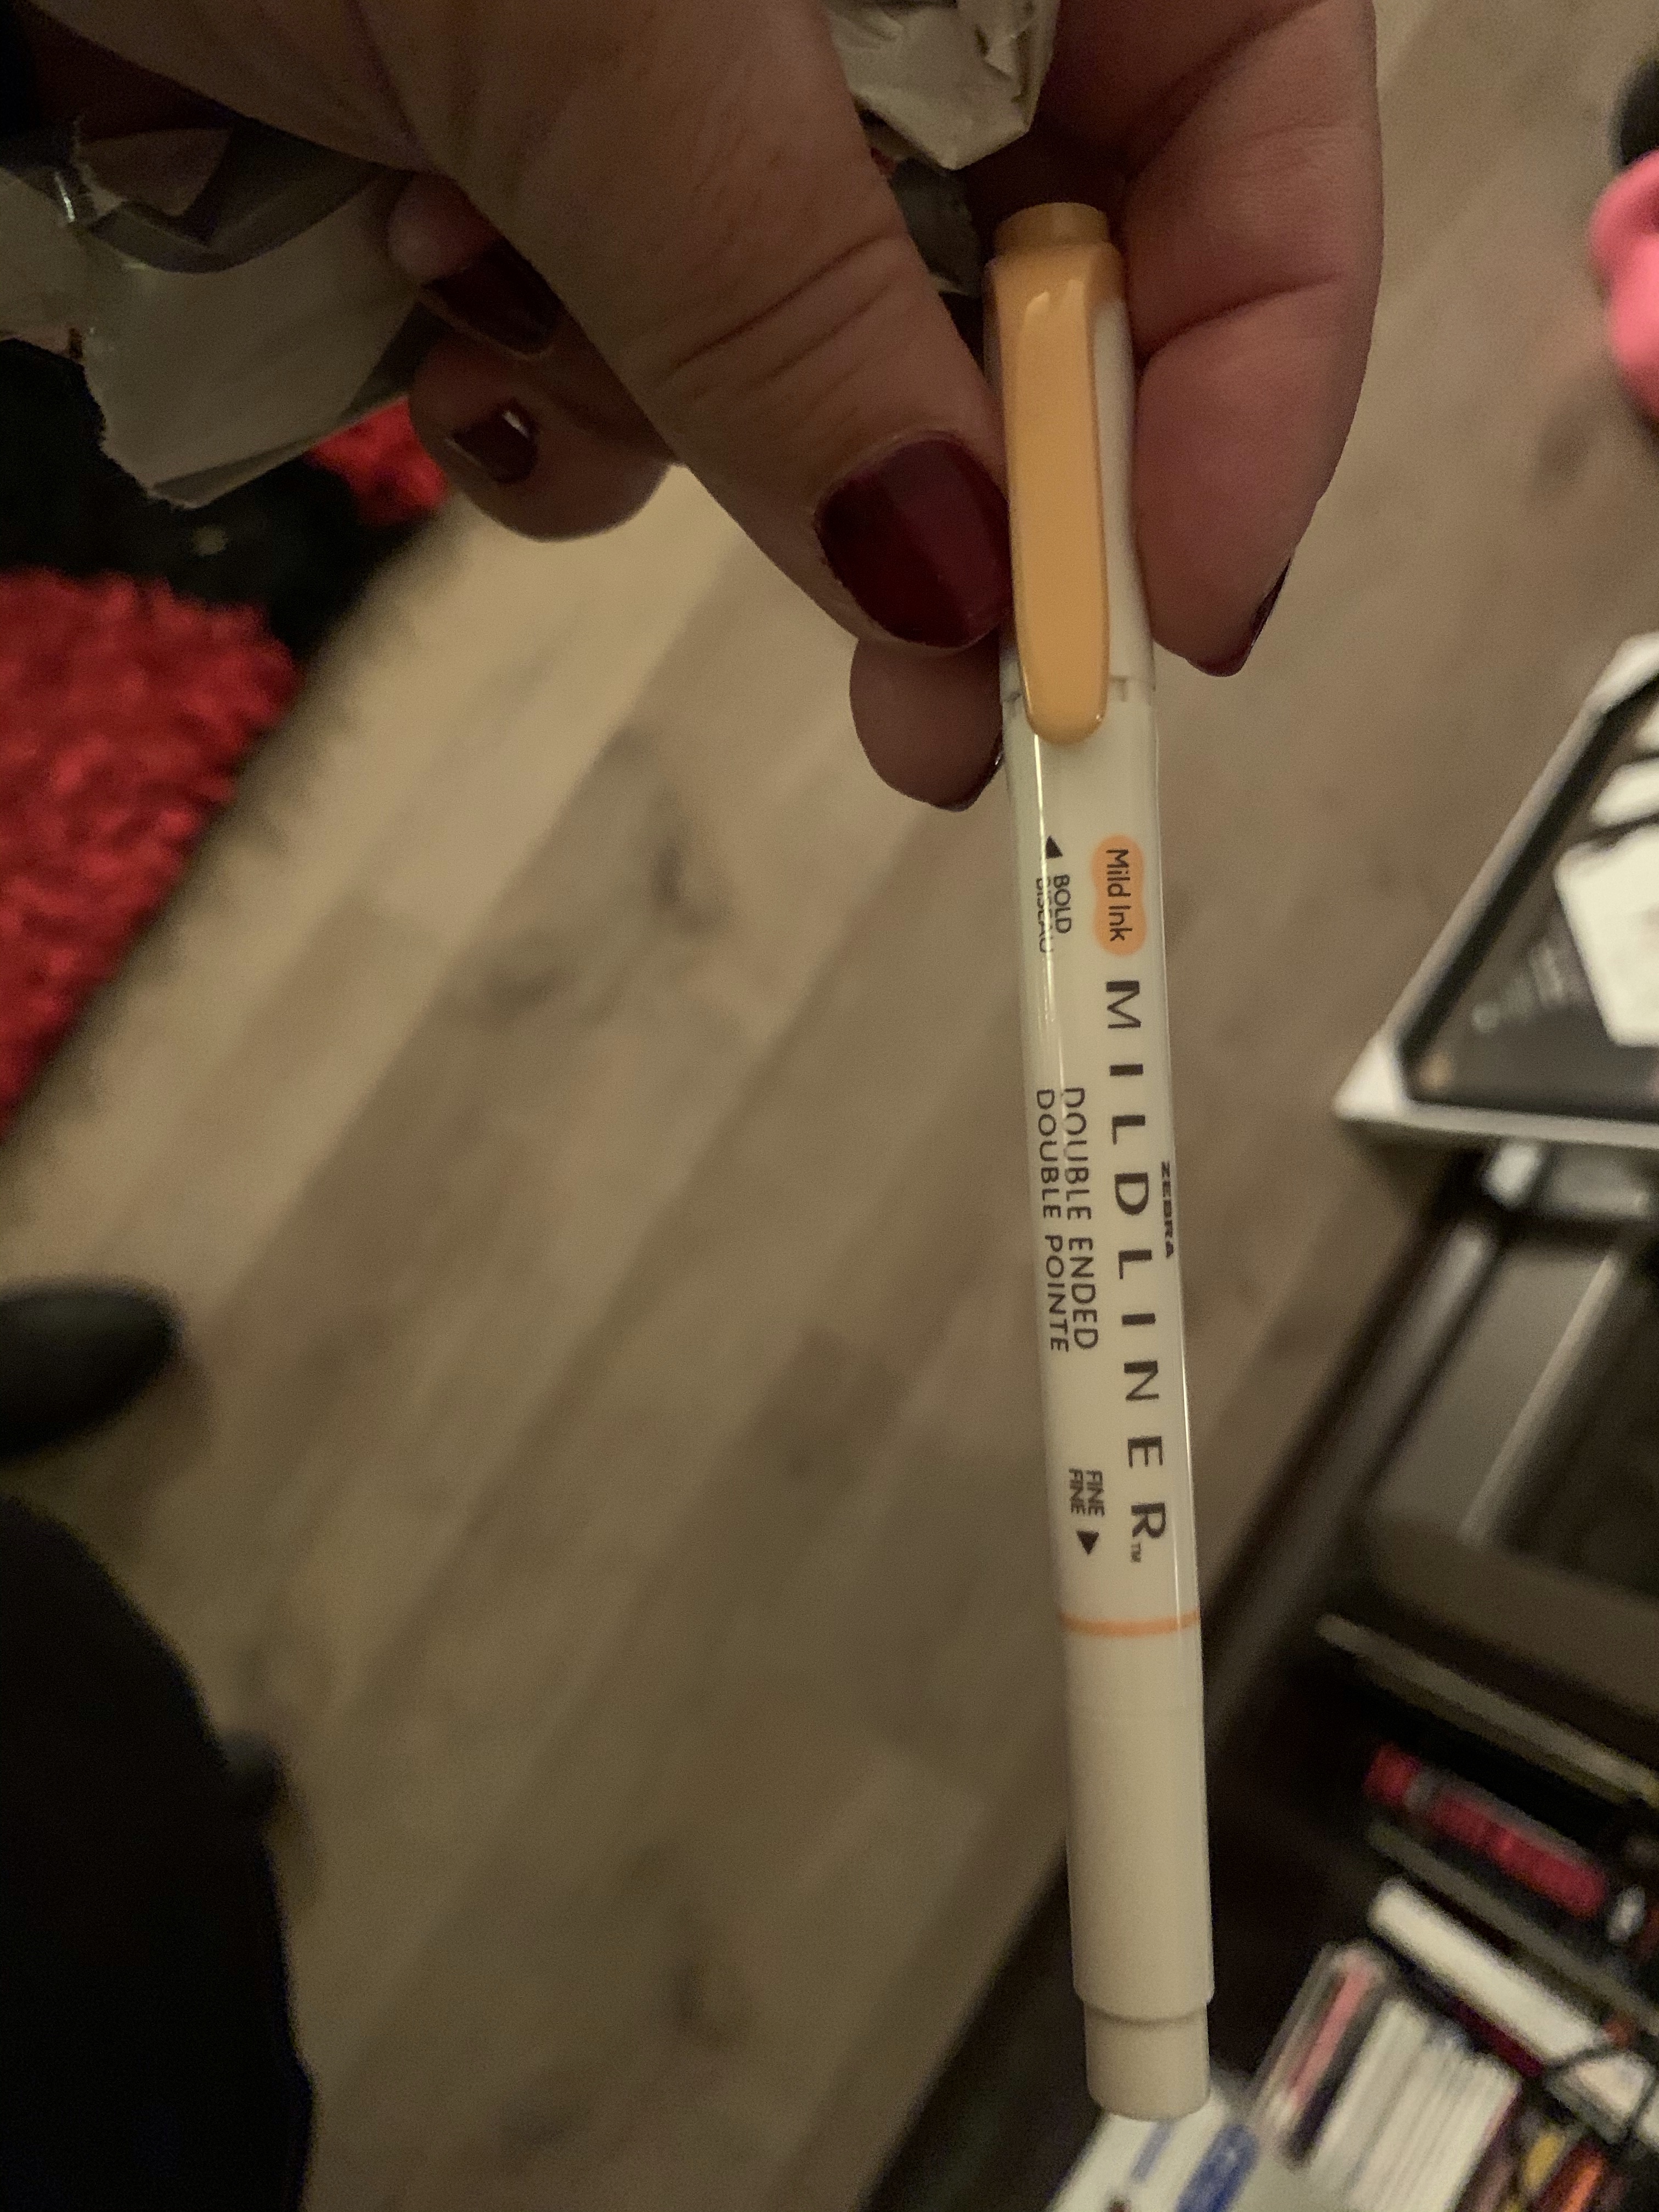 Mild Ink
ZEBRA
MILDLINER™
◀ BOLD
BISEAU
DOUBLE ENDED
DOUBLE POINTE
FINE
FINE ▶